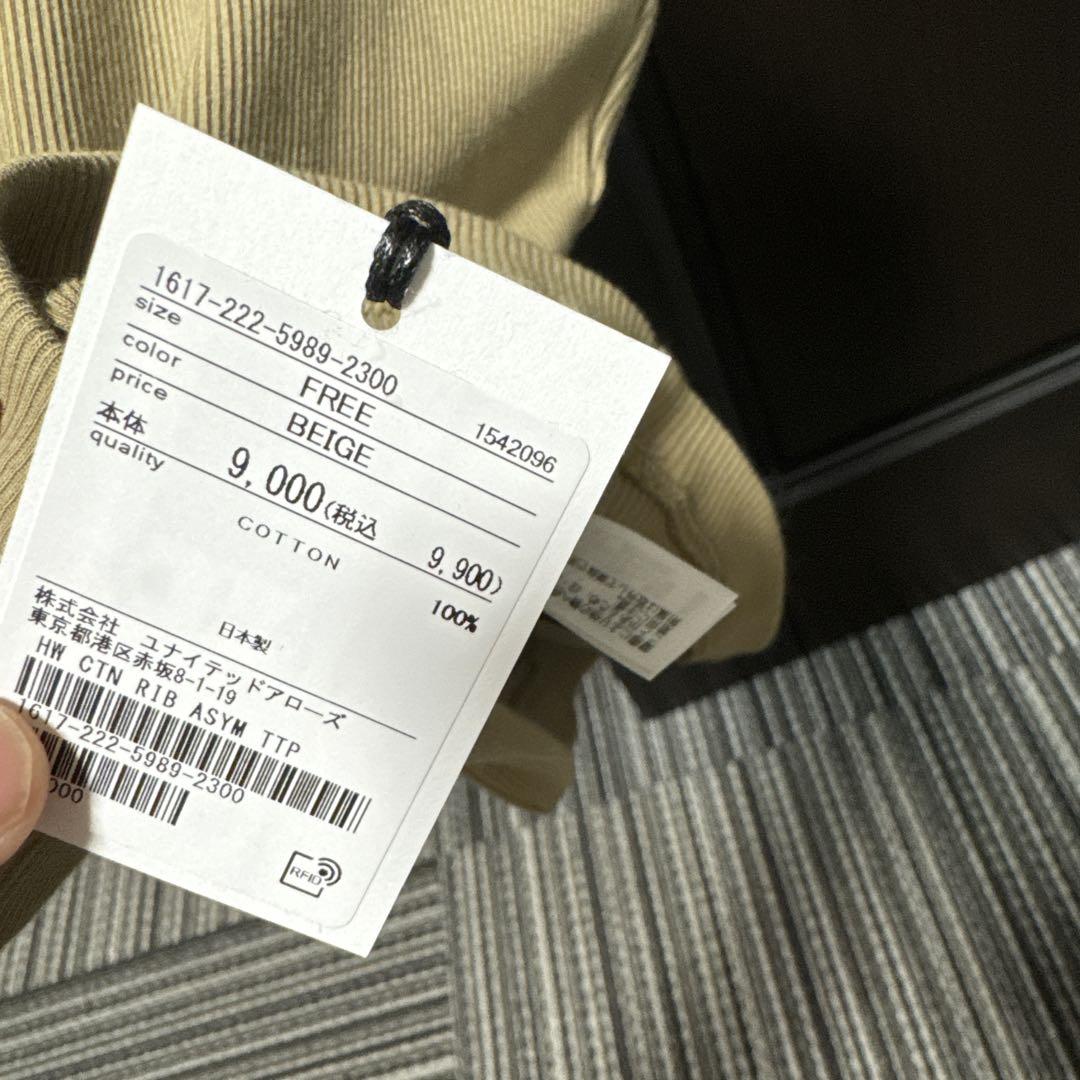 1617-222-5989-2300
size FREE 1542096
color BEIGE
price
本体 9,000(税込 9,900)
quality
COTTON 100%
日本製
株式会社 ユナイテッドアローズ
東京都港区赤坂8-1-19
HW CTN RIB ASYM TTP
1617-222-5989-2300
RFID